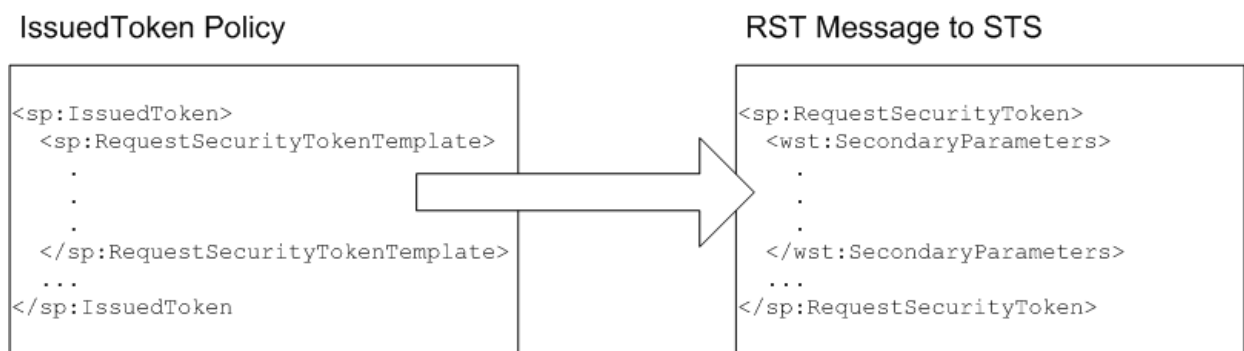 IssuedToken Policy
<sp:IssuedToken>
<sp:RequestSecurityTokenTemplate>
.
.
.
</sp:RequestSecurityTokenTemplate>
...
</sp:IssuedToken
RST Message to STS
<sp:RequestSecurityToken>
<wst:SecondaryParameters>
.
.
.
</wst:SecondaryParameters>
...
</sp:RequestSecurityToken>